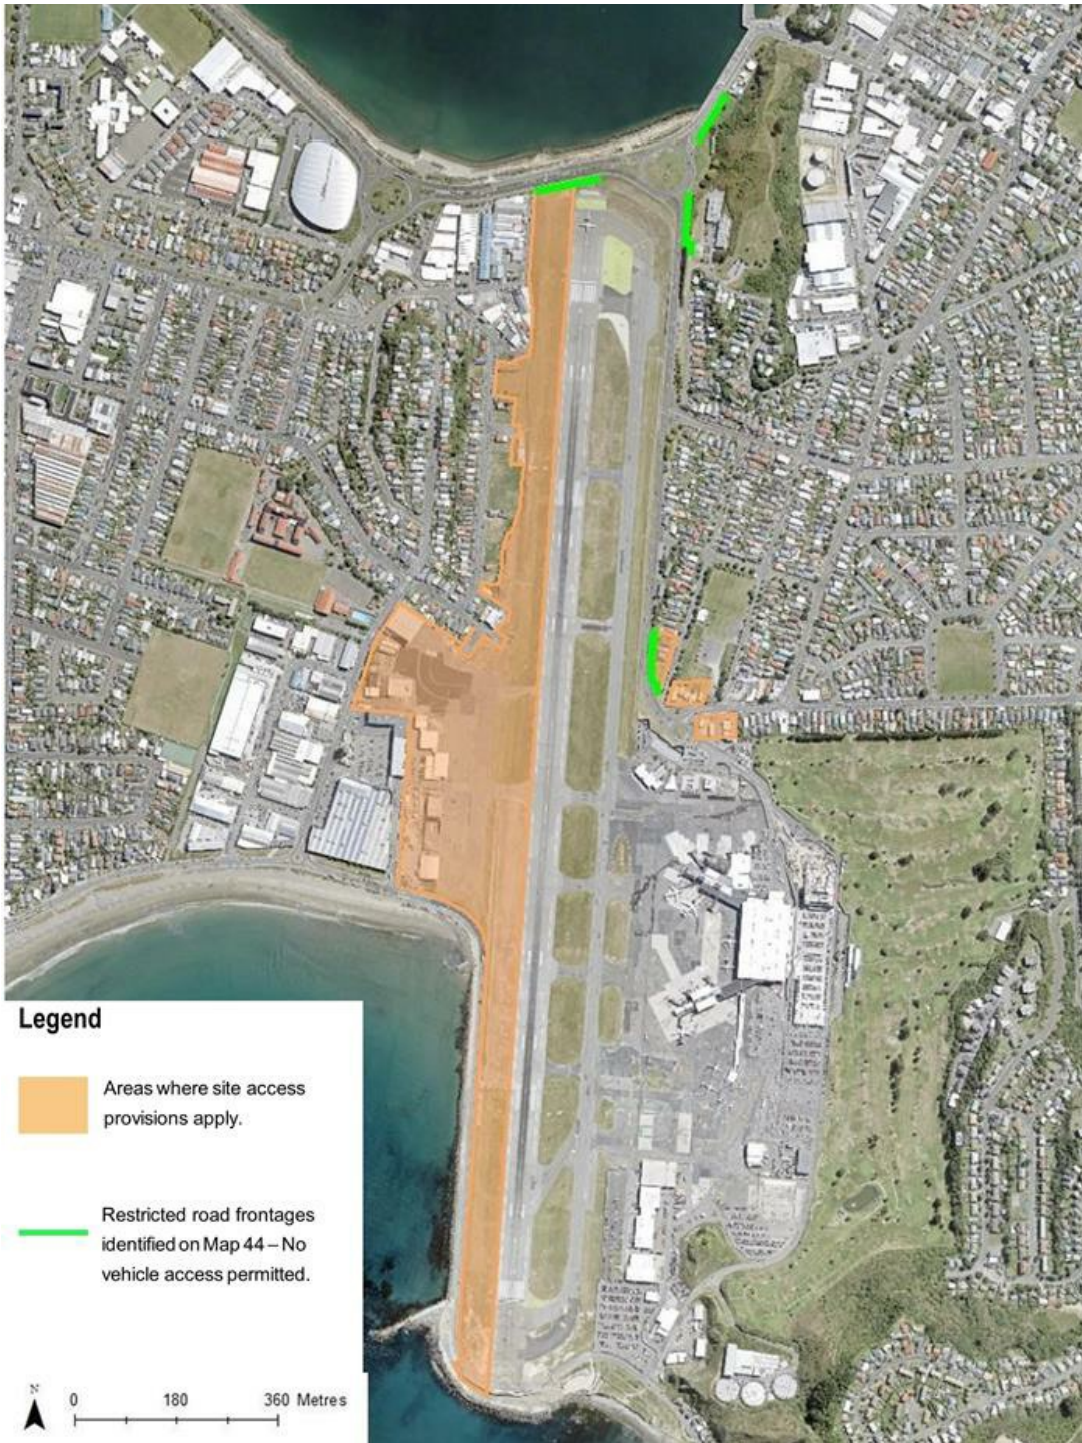 Legend
Areas where site access
provisions apply.
Restricted road frontages
identified on Map 44 – No
vehicle access permitted.
N
0 180 360 Metres